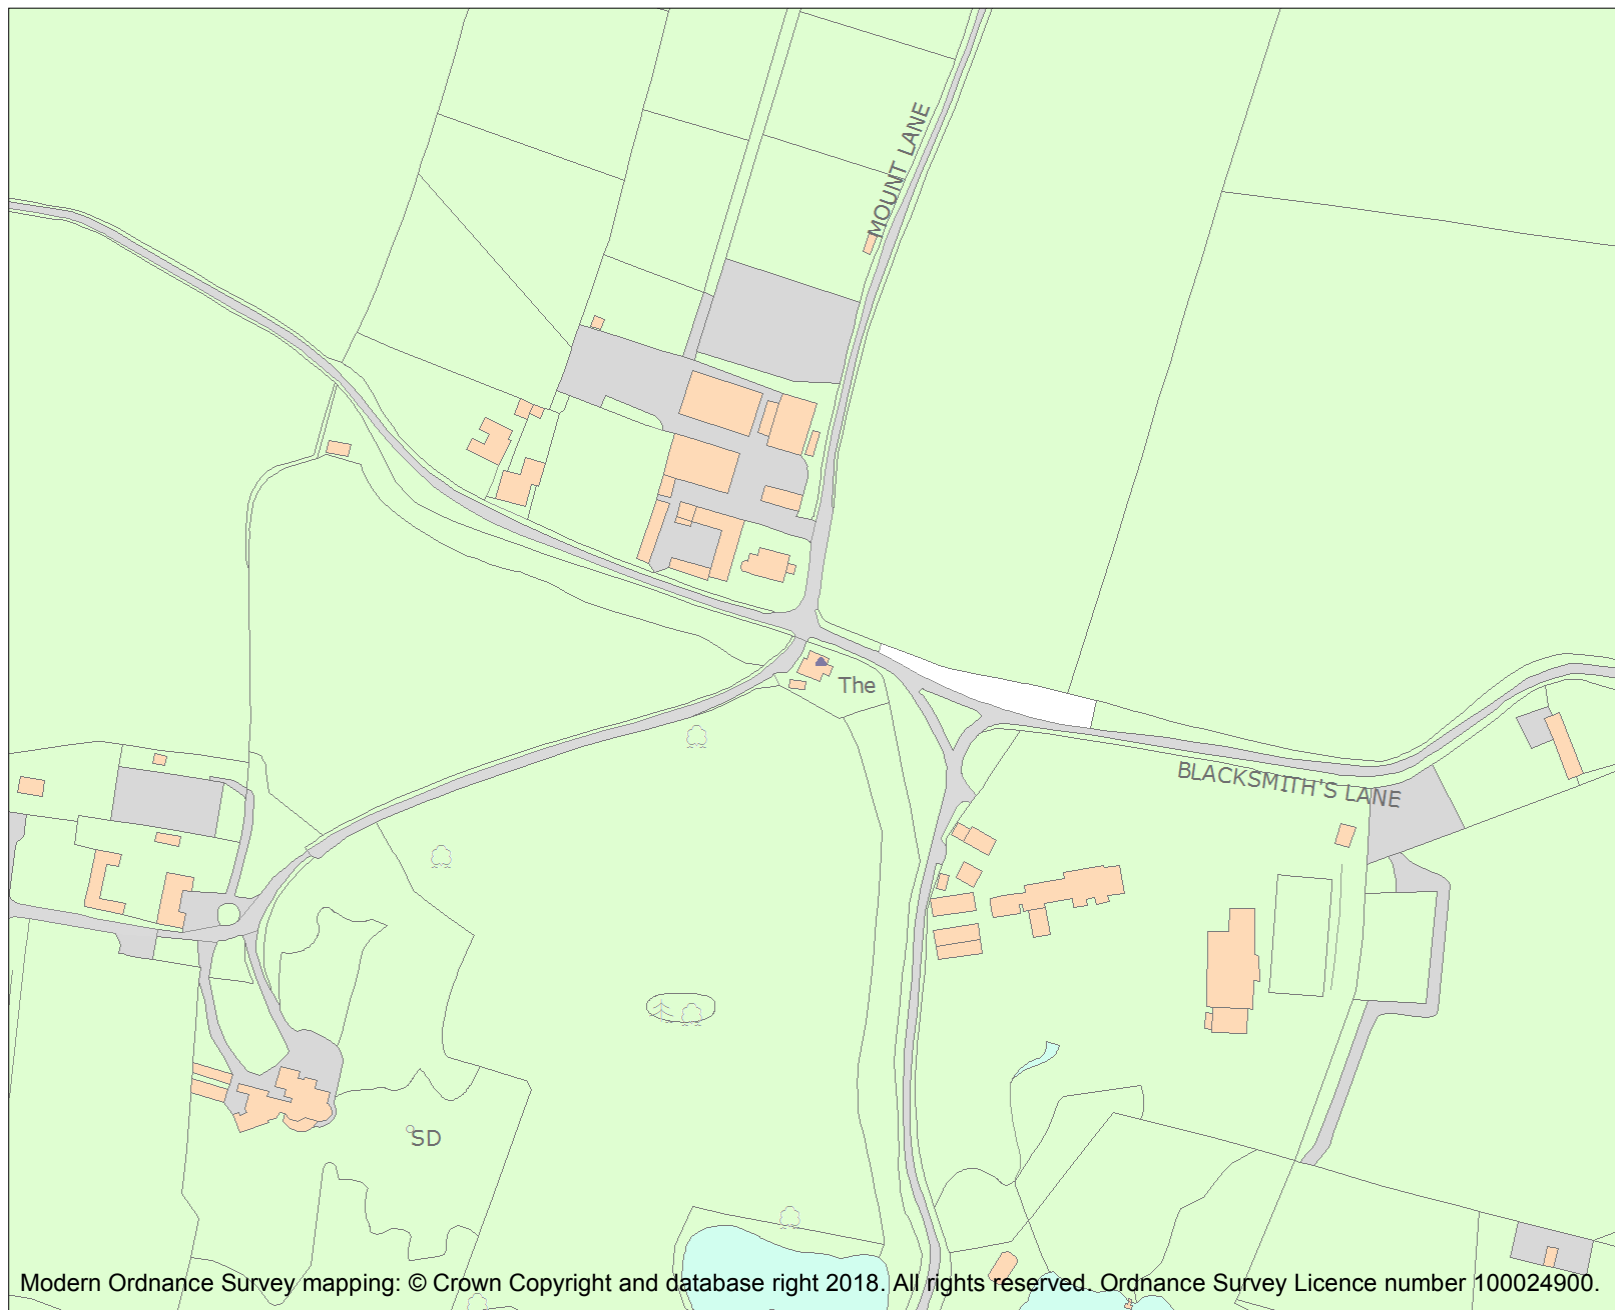 MOUNT LANE
The
BLACKSMITH'S LANE
SD
Modern Ordnance Survey mapping: © Crown Copyright and database right 2018. All rights reserved. Ordnance Survey Licence number 100024900.